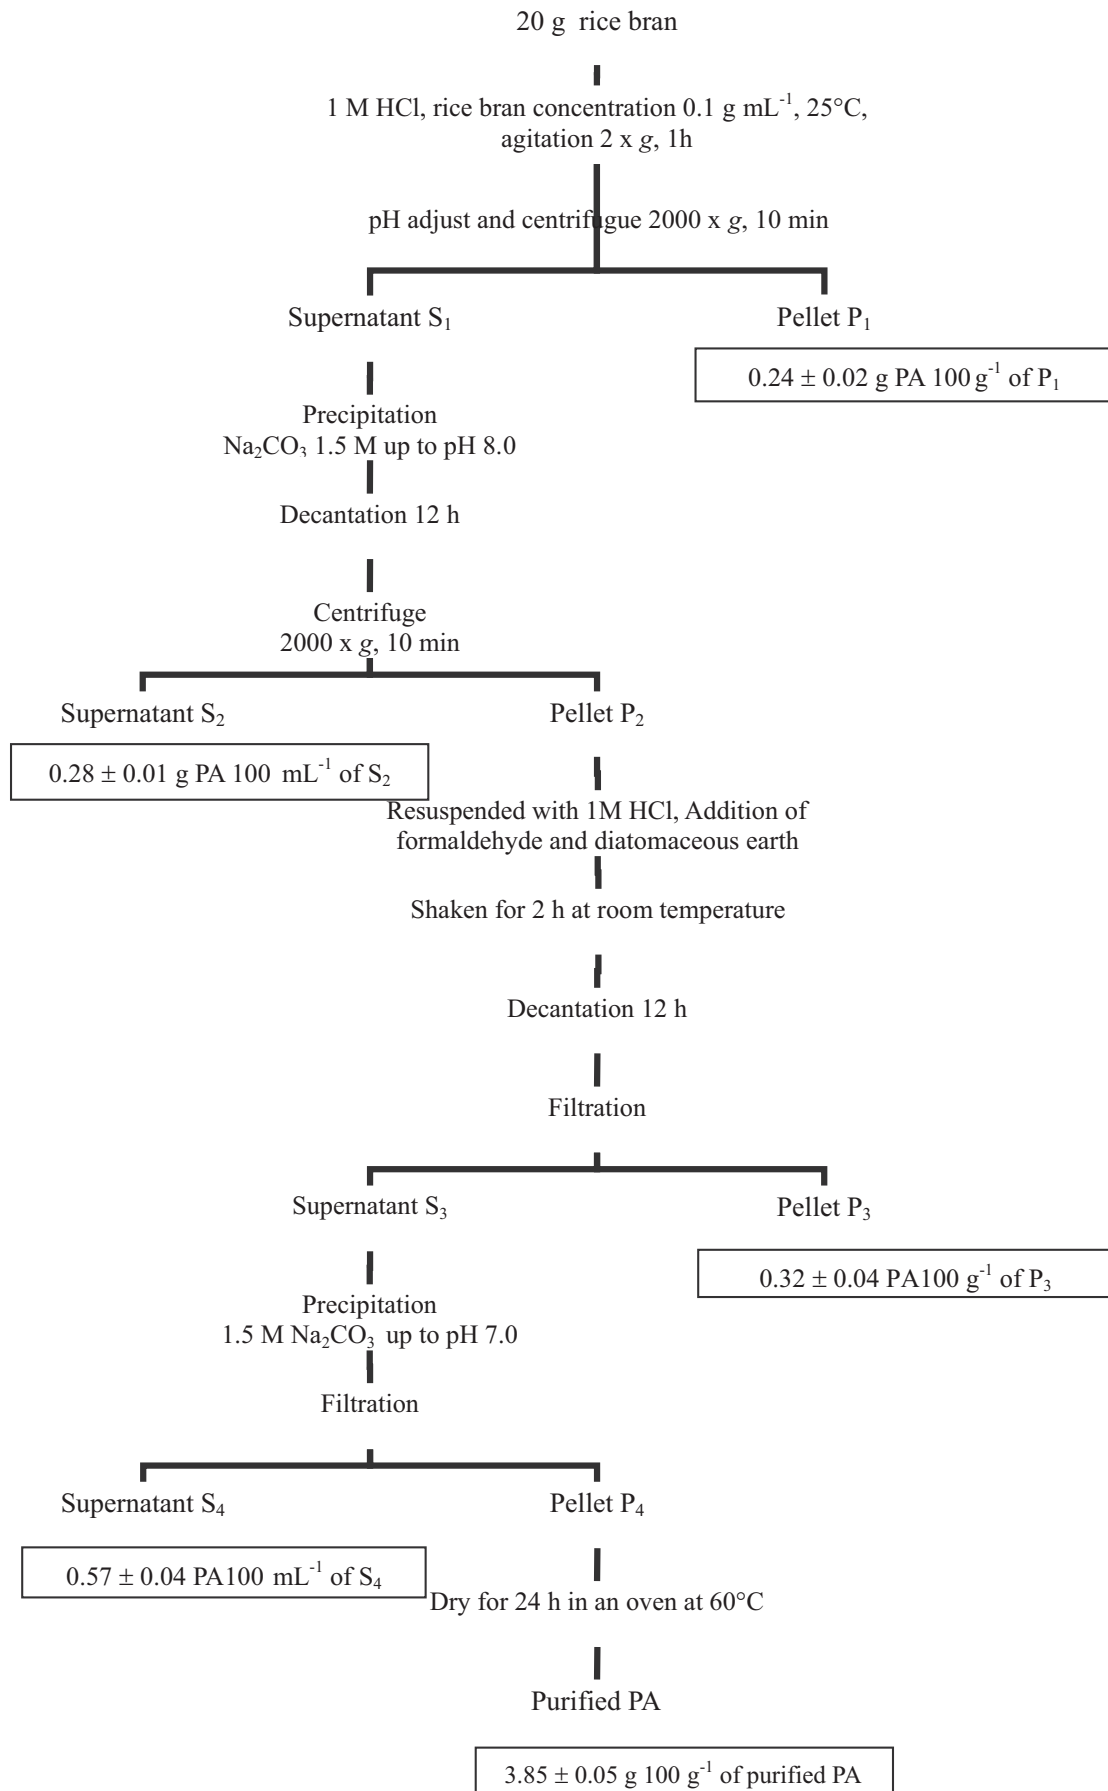 20 g rice bran
1 M HCl, rice bran concentration 0.1 g mL⁻¹, 25°C,
agitation 2 x g, 1h
pH adjust and centrifugue 2000 x g, 10 min
Supernatant S₁
Pellet P₁
0.24 ± 0.02 g PA 100 g⁻¹ of P₁
Precipitation
Na₂CO₃ 1.5 M up to pH 8.0
Decantation 12 h
Centrifuge
2000 x g, 10 min
Supernatant S₂
Pellet P₂
0.28 ± 0.01 g PA 100 mL⁻¹ of S₂
Resuspended with 1M HCl, Addition of
formaldehyde and diatomaceous earth
Shaken for 2 h at room temperature
Decantation 12 h
Filtration
Supernatant S₃
Pellet P₃
0.32 ± 0.04 PA100 g⁻¹ of P₃
Precipitation
1.5 M Na₂CO₃ up to pH 7.0
Filtration
Supernatant S₄
Pellet P₄
0.57 ± 0.04 PA100 mL⁻¹ of S₄
Dry for 24 h in an oven at 60°C
Purified PA
3.85 ± 0.05 g 100 g⁻¹ of purified PA